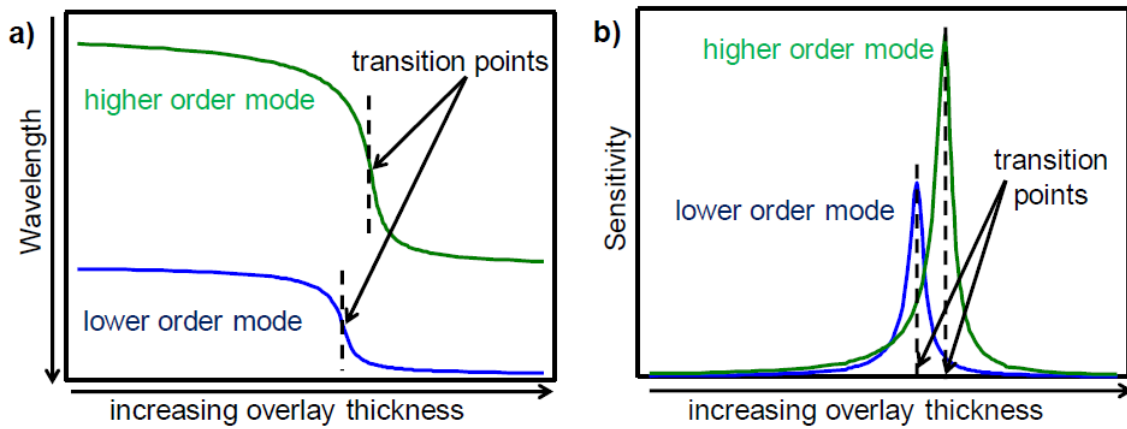 a)
Wavelength
transition points
higher order mode
lower order mode
increasing overlay thickness
b)
Sensitivity
higher order mode
transition
points
lower order mode
increasing overlay thickness